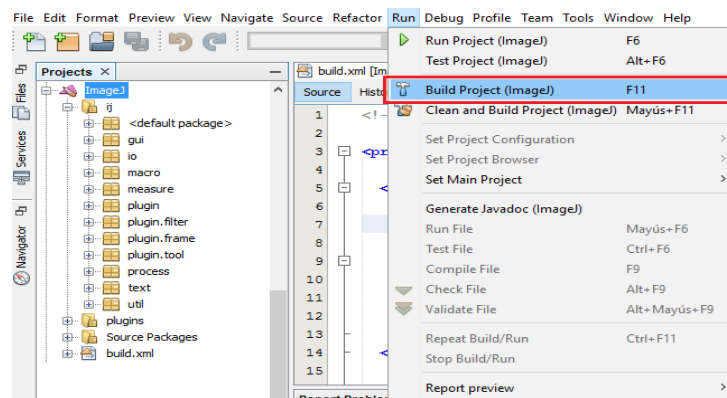 File Edit Format Preview View Navigate Source Refactor Run Debug Profile Team Tools Window Help
Projects
ImageJ
ij
<default package>
gui
io
macro
measure
plugin
plugin.filter
plugin.frame
plugin.tool
process
text
util
plugins
Source Packages
build.xml
Files
Services
Navigator
build.xml [Im
Source Histo
1 <!-
2
3 <pr
4
5 <
6
7
8
9
10
11
12
13
14 <
15
Run Project (ImageJ) F6
Test Project (ImageJ) Alt+F6
Build Project (ImageJ) F11
Clean and Build Project (ImageJ) Mayús+F11
Set Project Configuration >
Set Project Browser >
Set Main Project >
Generate Javadoc (ImageJ)
Run File Mayús+F6
Test File Ctrl+F6
Compile File F9
Check File Alt+F9
Validate File Alt+Mayús+F9
Repeat Build/Run Ctrl+F11
Stop Build/Run
Report preview >